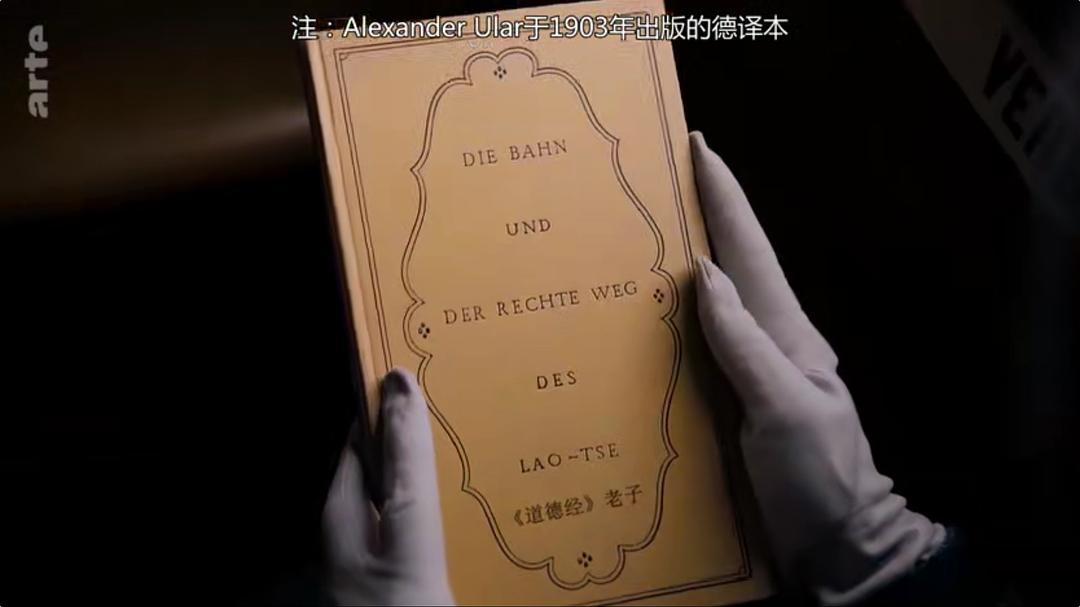 注：Alexander Ular于1903年出版的德译本
arte
DIE BAHN
UND
DER RECHTE WEG
DES
LAO-TSE
《道德经》老子